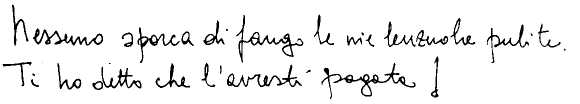 Nessuno sporca di fango le mie lenzuola pulite.
Ti ho detto che l'avresti pagata!